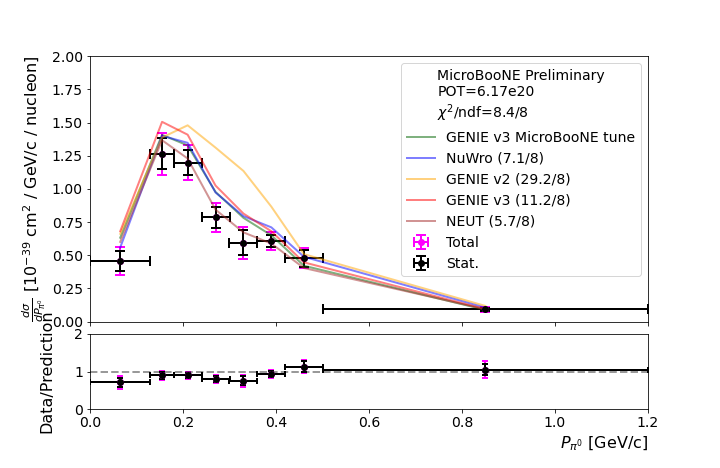 2.00
1.75
1.50
1.25
1.00
0.75
0.50
0.25
0.00
dσ/dP_π⁰ [10⁻³⁹ cm² / GeV/c / nucleon]
MicroBooNE Preliminary
POT=6.17e20
χ²/ndf=8.4/8
GENIE v3 MicroBooNE tune
NuWro (7.1/8)
GENIE v2 (29.2/8)
GENIE v3 (11.2/8)
NEUT (5.7/8)
Total
Stat.
2
1
0
Data/Prediction
0.0 0.2 0.4 0.6 0.8 1.0 1.2
P_π⁰ [GeV/c]